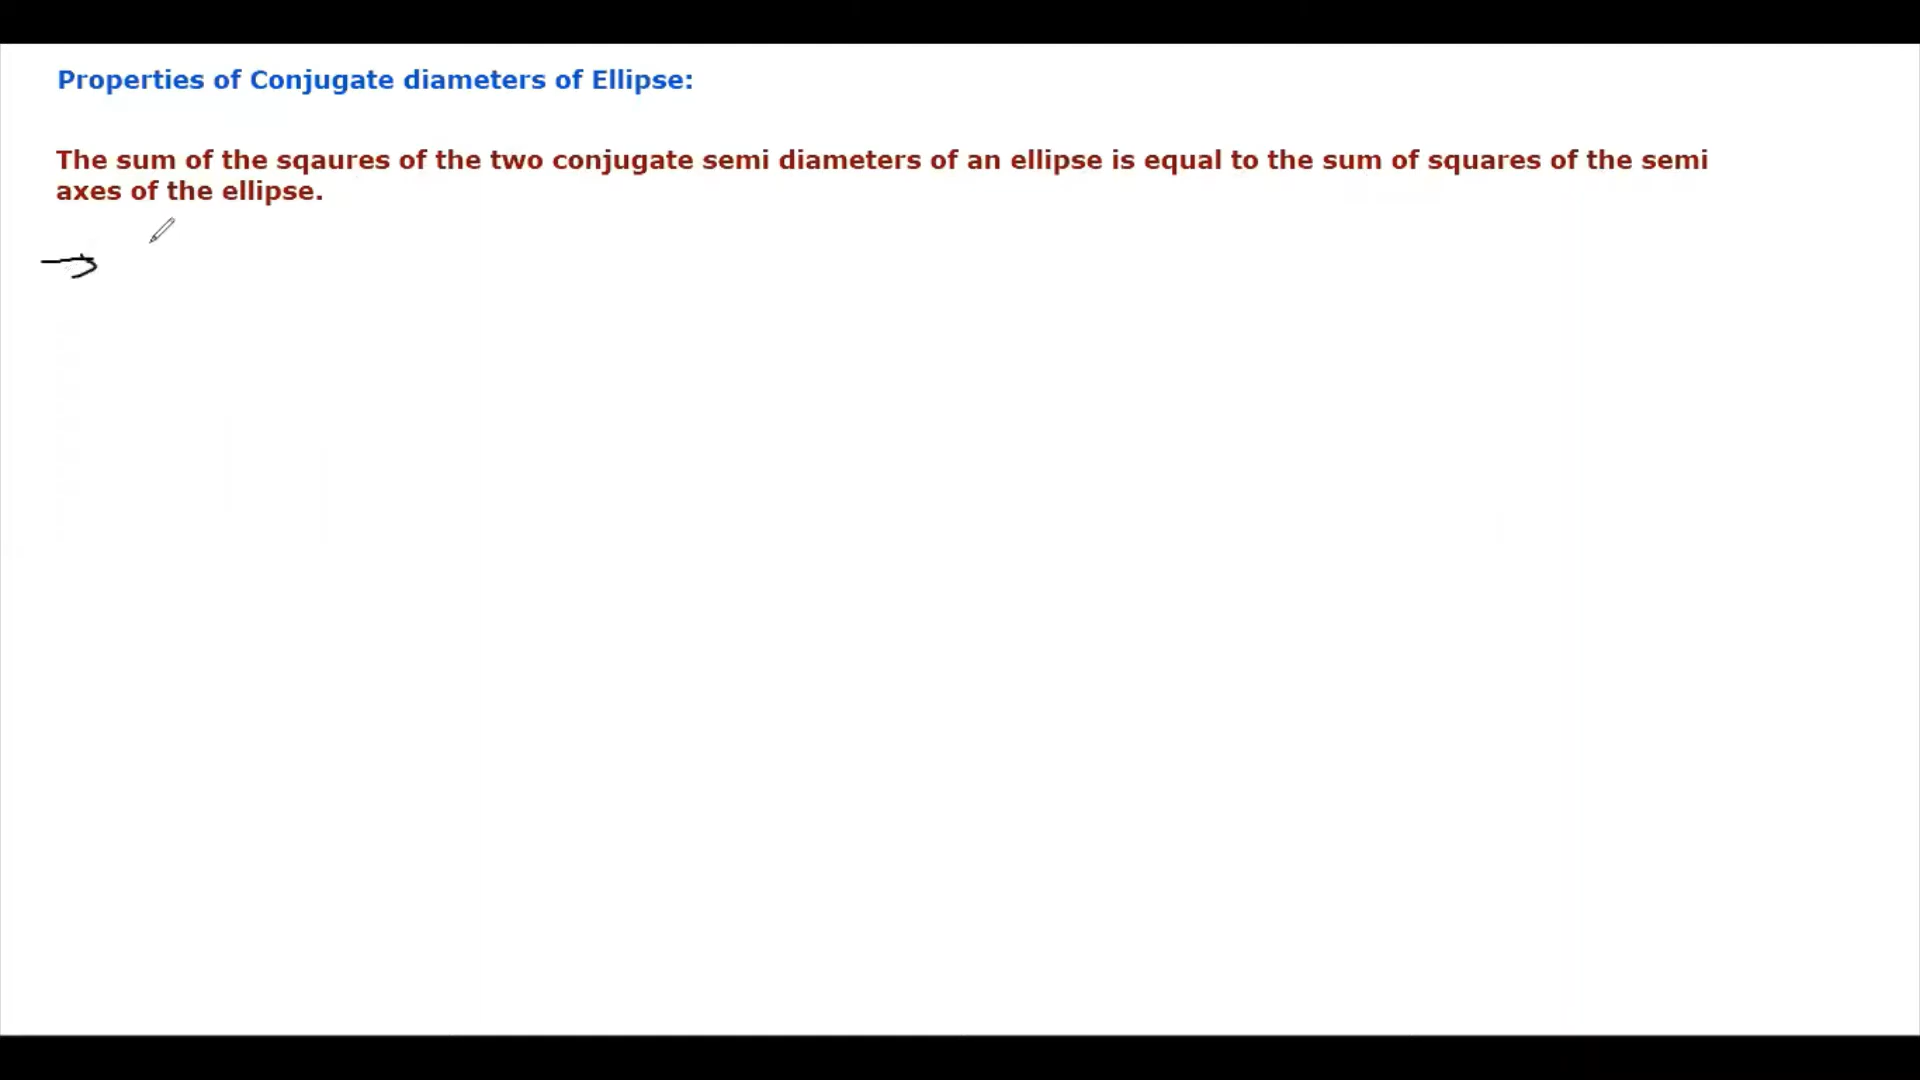 Properties of Conjugate diameters of Ellipse:
The sum of the sqaures of the two conjugate semi diameters of an ellipse is equal to the sum of squares of the semi
axes of the ellipse.